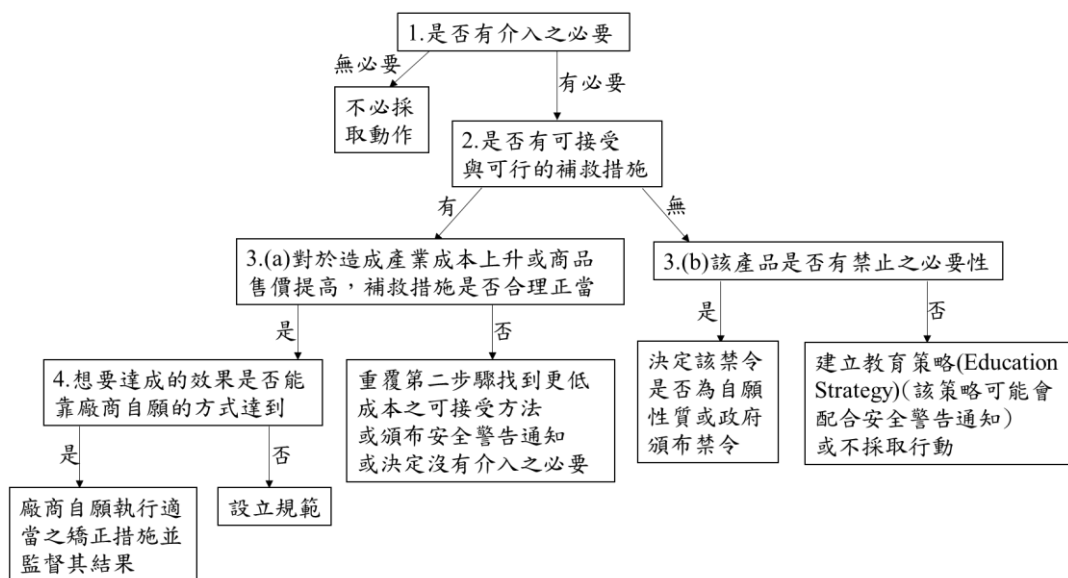 1.是否有介入之必要
無必要
有必要
不必採
取動作
2.是否有可接受
與可行的補救措施
有
無
3.(a)對於造成產業成本上升或商品
售價提高，補救措施是否合理正當
3.(b)該產品是否有禁止之必要性
是
否
是
否
4.想要達成的效果是否能
靠廠商自願的方式達到
重覆第二步驟找到更低
成本之可接受方法
或頒布安全警告通知
或決定沒有介入之必要
決定該禁令
是否為自願
性質或政府
頒布禁令
建立教育策略(Education
Strategy)(該策略可能會
配合安全警告通知)
或不採取行動
是
否
廠商自願執行適
當之矯正措施並
監督其結果
設立規範